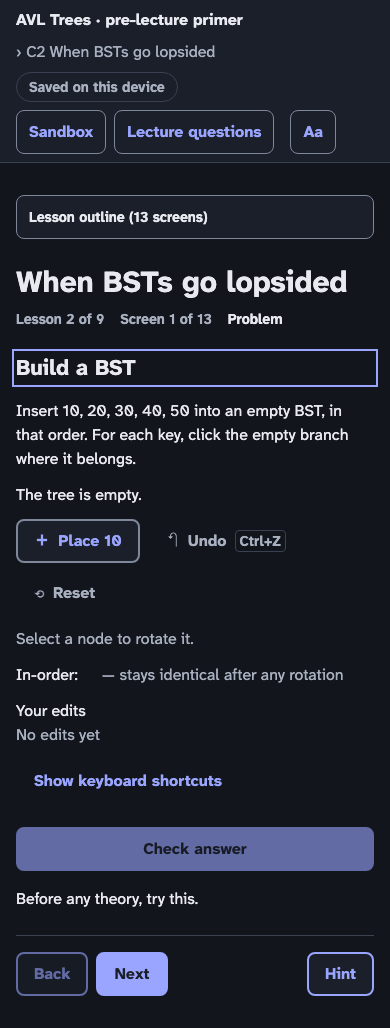 AVL Trees · pre-lecture primer
› C2 When BSTs go lopsided
Saved on this device
Sandbox
Lecture questions
Aa
Lesson outline (13 screens)
When BSTs go lopsided
Lesson 2 of 9 Screen 1 of 13 Problem
Build a BST
Insert 10, 20, 30, 40, 50 into an empty BST, in
that order. For each key, click the empty branch
where it belongs.
The tree is empty.
+ Place 10
Undo Ctrl+Z
Reset
Select a node to rotate it.
In-order: — stays identical after any rotation
Your edits
No edits yet
Show keyboard shortcuts
Check answer
Before any theory, try this.
Back
Next
Hint